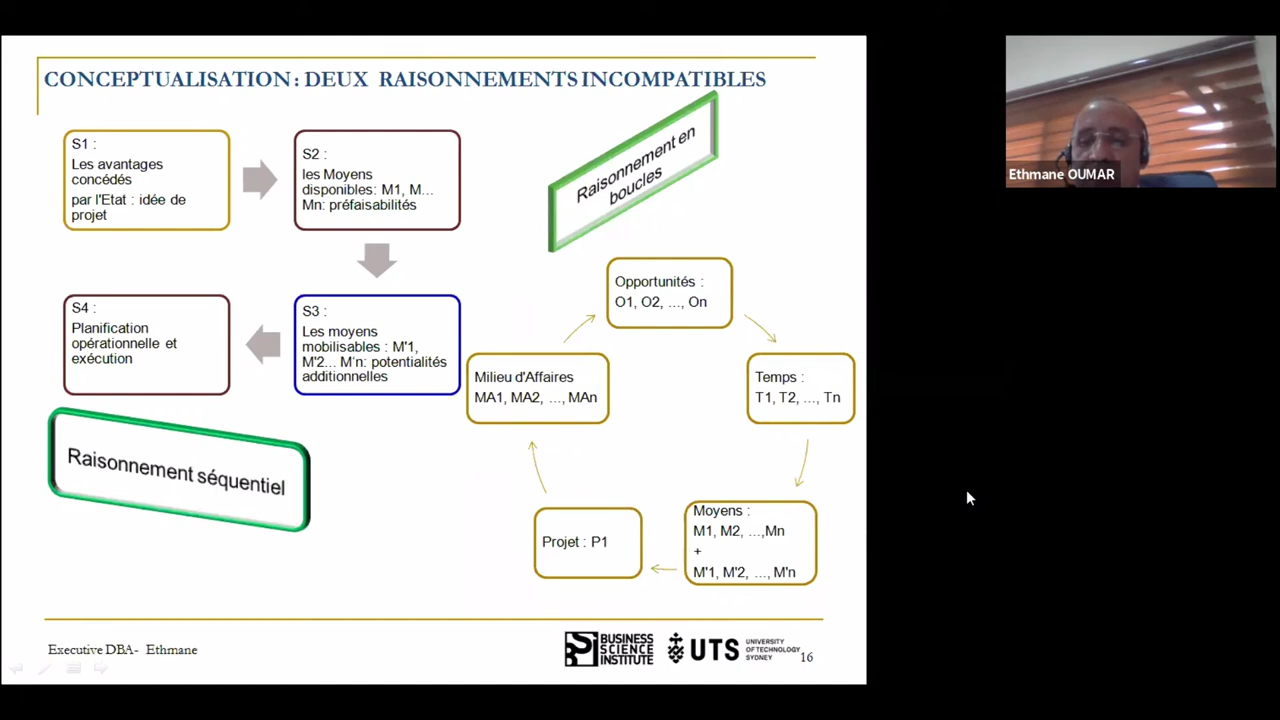 CONCEPTUALISATION : DEUX RAISONNEMENTS INCOMPATIBLES
S1 :
Les avantages
concédés
par l'Etat : idée de
projet
S2 :
les Moyens
disponibles: M1, M...
Mn: préfaisabilités
S3 :
Les moyens
mobilisables : M'1,
M'2... M'n: potentialités
additionnelles
S4 :
Planification
opérationnelle et
exécution
Raisonnement séquentiel
Raisonnement en
boucles
Opportunités :
O1, O2, ..., On
Temps :
T1, T2, ..., Tn
Moyens :
M1, M2, ...,Mn
+
M'1, M'2, ..., M'n
Projet : P1
Milieu d'Affaires
MA1, MA2, ..., MAn
Executive DBA- Ethmane
BUSINESS
SCIENCE
INSTITUTE
UTS
UNIVERSITY
OF TECHNOLOGY
SYDNEY
16
Ethmane OUMAR